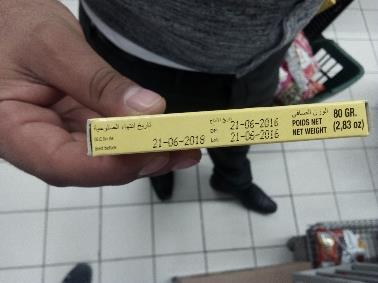 تاريخ انتهاء الصلوحية
21-06-2018
21-06-2016
21-06-2016
الوزن الصافي
POIDS NET
NET WEIGHT
80 GR.
(2,83 oz)